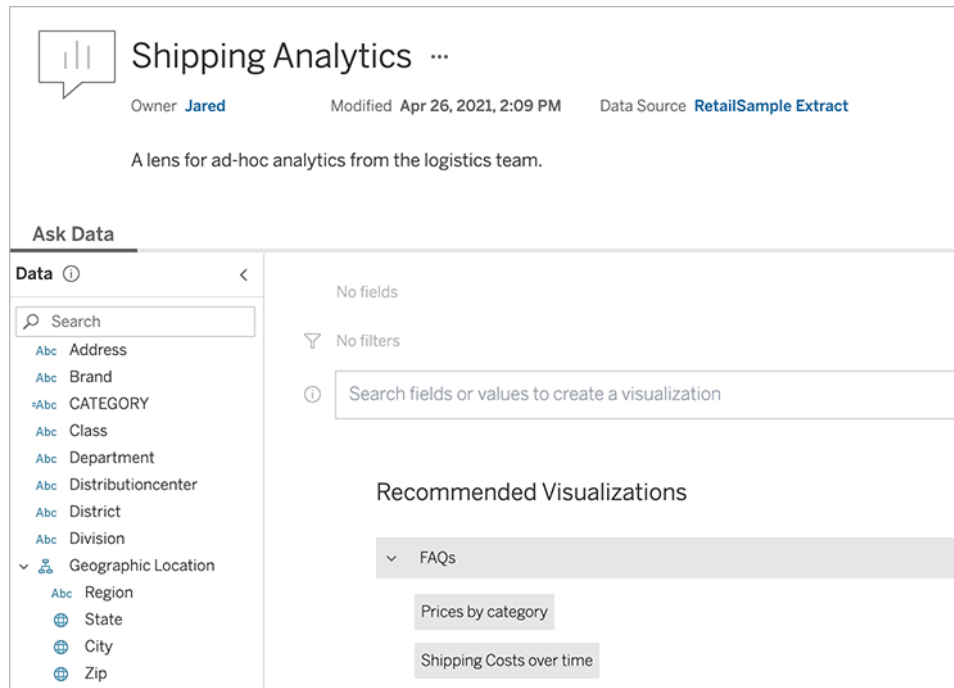 Shipping Analytics ...
Owner Jared Modified Apr 26, 2021, 2:09 PM Data Source RetailSample Extract
A lens for ad-hoc analytics from the logistics team.
Ask Data
Data
Search
Abc Address
Abc Brand
=Abc CATEGORY
Abc Class
Abc Department
Abc Distributioncenter
Abc District
Abc Division
Geographic Location
Abc Region
State
City
Zip
No fields
No filters
Search fields or values to create a visualization
Recommended Visualizations
FAQs
Prices by category
Shipping Costs over time